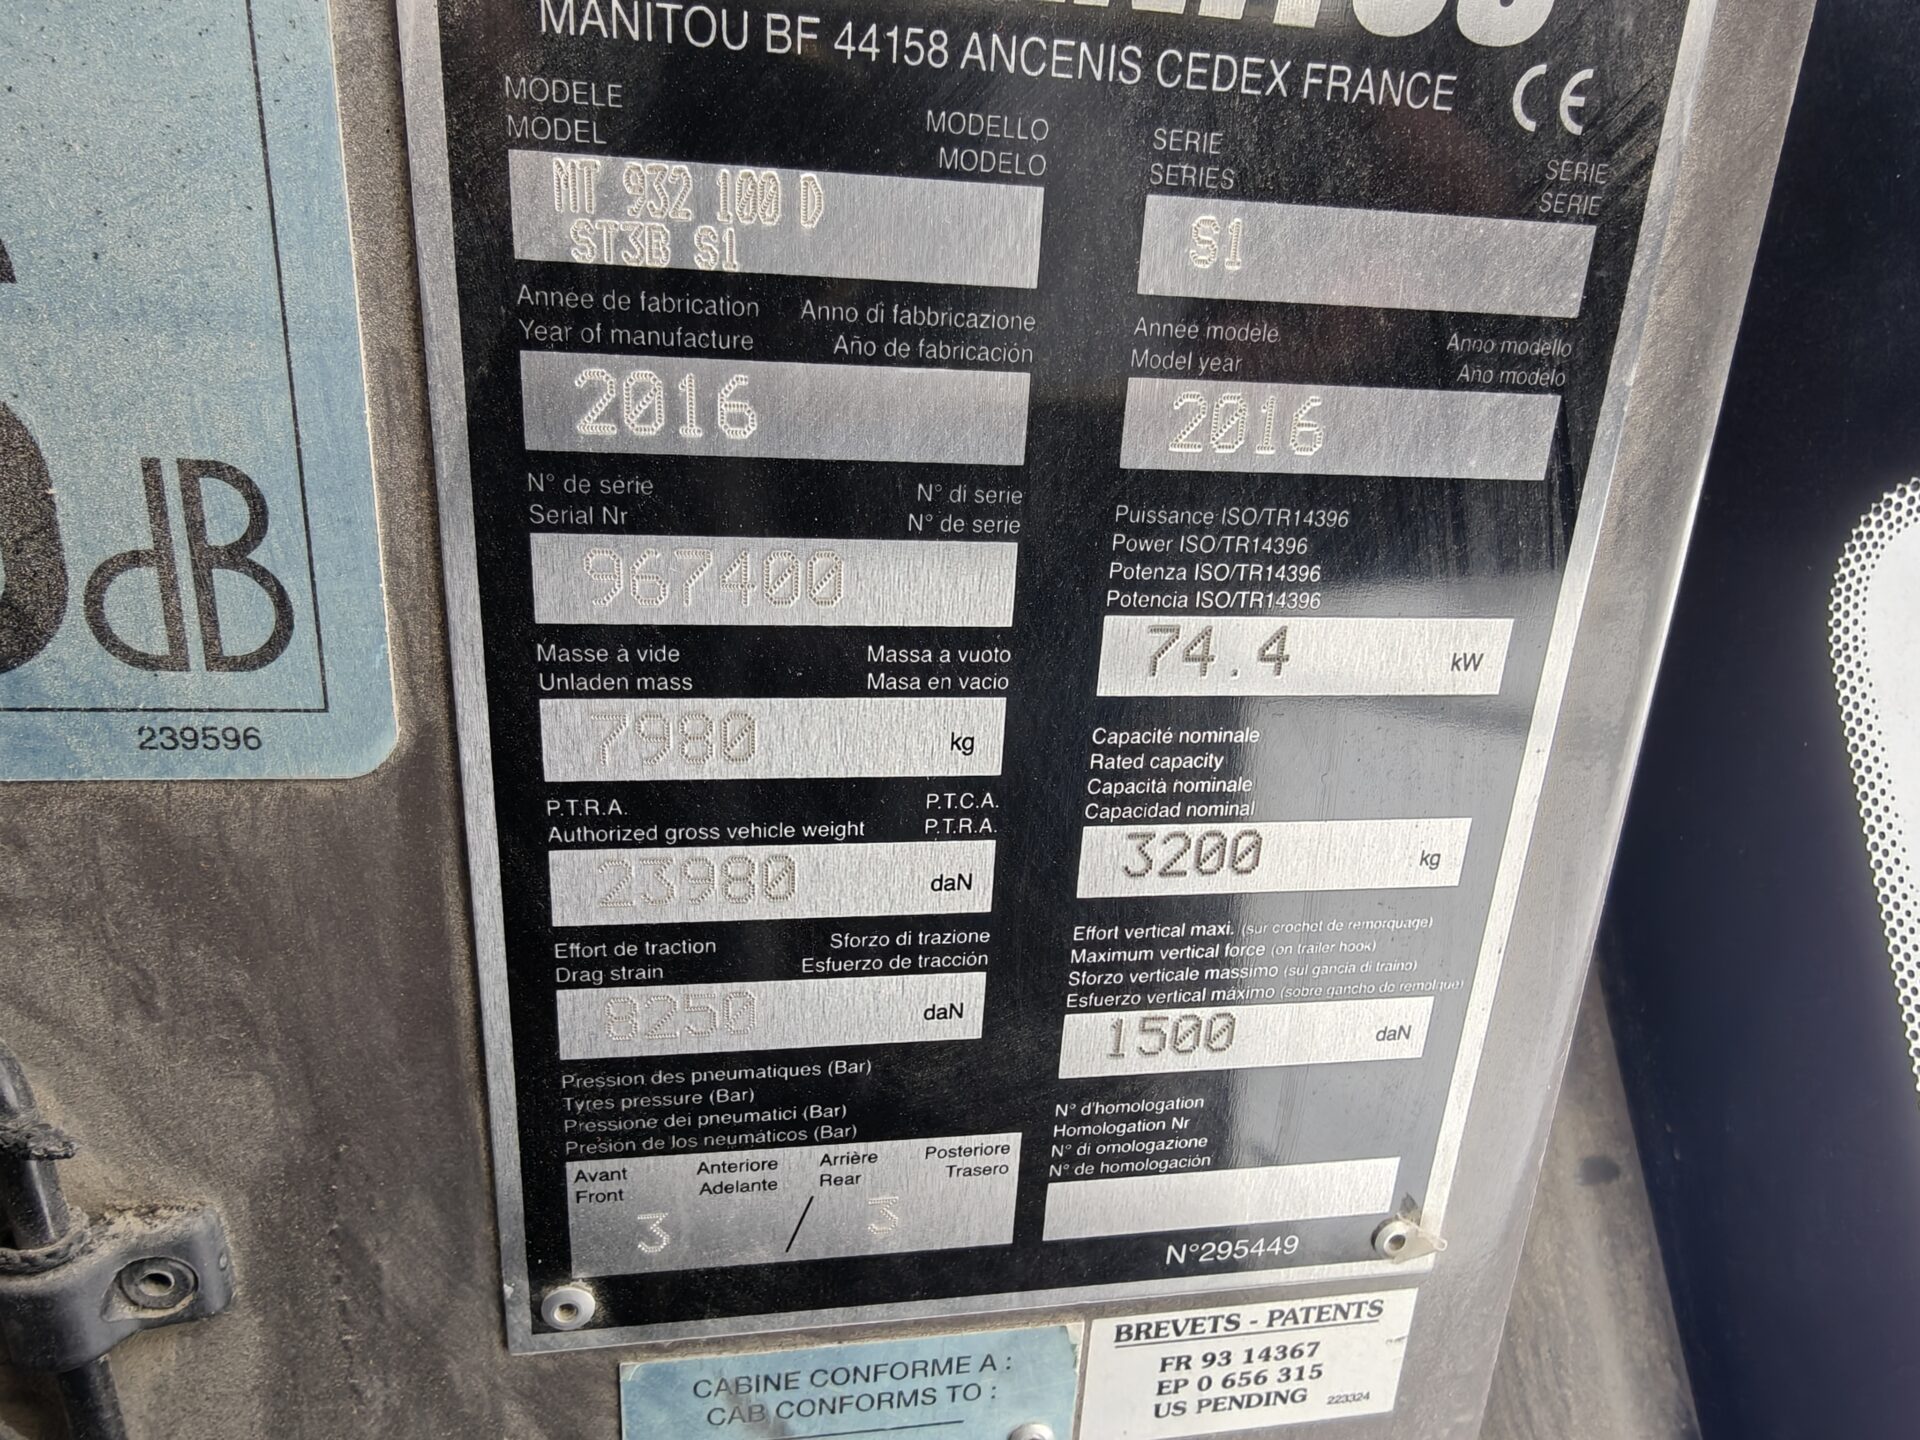 MANITOU
MANITOU BF 44158 ANCENIS CEDEX FRANCE CE
MODELE
MODEL
MODELLO
MODELO
MT 932 100 D
ST3B S1
SERIE
SERIES
SERIE
SERIE
S1
Année de fabrication
Year of manufacture
Anno di fabbricazione
Año de fabricación
2016
Année modèle
Model year
Anno modello
Año modelo
2016
N° de série
Serial Nr
N° di serie
N° de serie
967400
Puissance ISO/TR14396
Power ISO/TR14396
Potenza ISO/TR14396
Potencia ISO/TR14396
74.4 kW
Masse à vide
Unladen mass
Massa a vuoto
Masa en vacio
7980 kg
Capacité nominale
Rated capacity
Capacità nominale
Capacidad nominal
3200 kg
P.T.R.A.
Authorized gross vehicle weight
P.T.C.A.
P.T.R.A.
23980 daN
Effort vertical maxi. (sur crochet de remorquage)
Maximum vertical force (on trailer hook)
Sforzo verticale massimo (sul gancia di traino)
Esfuerzo vertical máximo (sobre gancho de remolque)
1500 daN
Effort de traction
Drag strain
Sforzo di trazione
Esfuerzo de tracción
8250 daN
Pression des pneumatiques (Bar)
Tyres pressure (Bar)
Pressione dei pneumatici (Bar)
Presión de los neumáticos (Bar)
Avant
Front
Anteriore
Adelante
Arrière
Rear
Posteriore
Trasero
3 / 3
N° d'homologation
Homologation Nr
N° di omologazione
N° de homologación
N°295449
dB
239596
CABINE CONFORME A :
CAB CONFORMS TO :
BREVETS - PATENTS
FR 93 14367
EP 0 656 315
US PENDING 223324